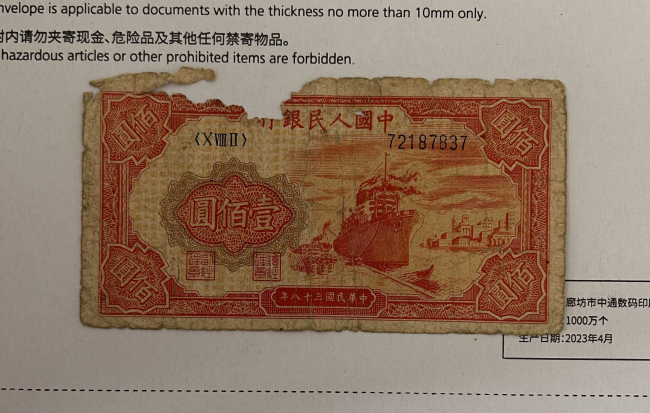 nvelope is applicable to documents with the thickness no more than 10mm only.
内请勿夹寄现金、危险品及其他任何禁寄物品。
hazardous articles or other prohibited items are forbidden.
行銀民人國中
圓佰
圓佰
〈XⅧⅡ〉
72187837
圓佰壹
圓佰
圓佰
年八十三國民華中
廊坊市中通数码印
1000万个
生产日期:2023年4月